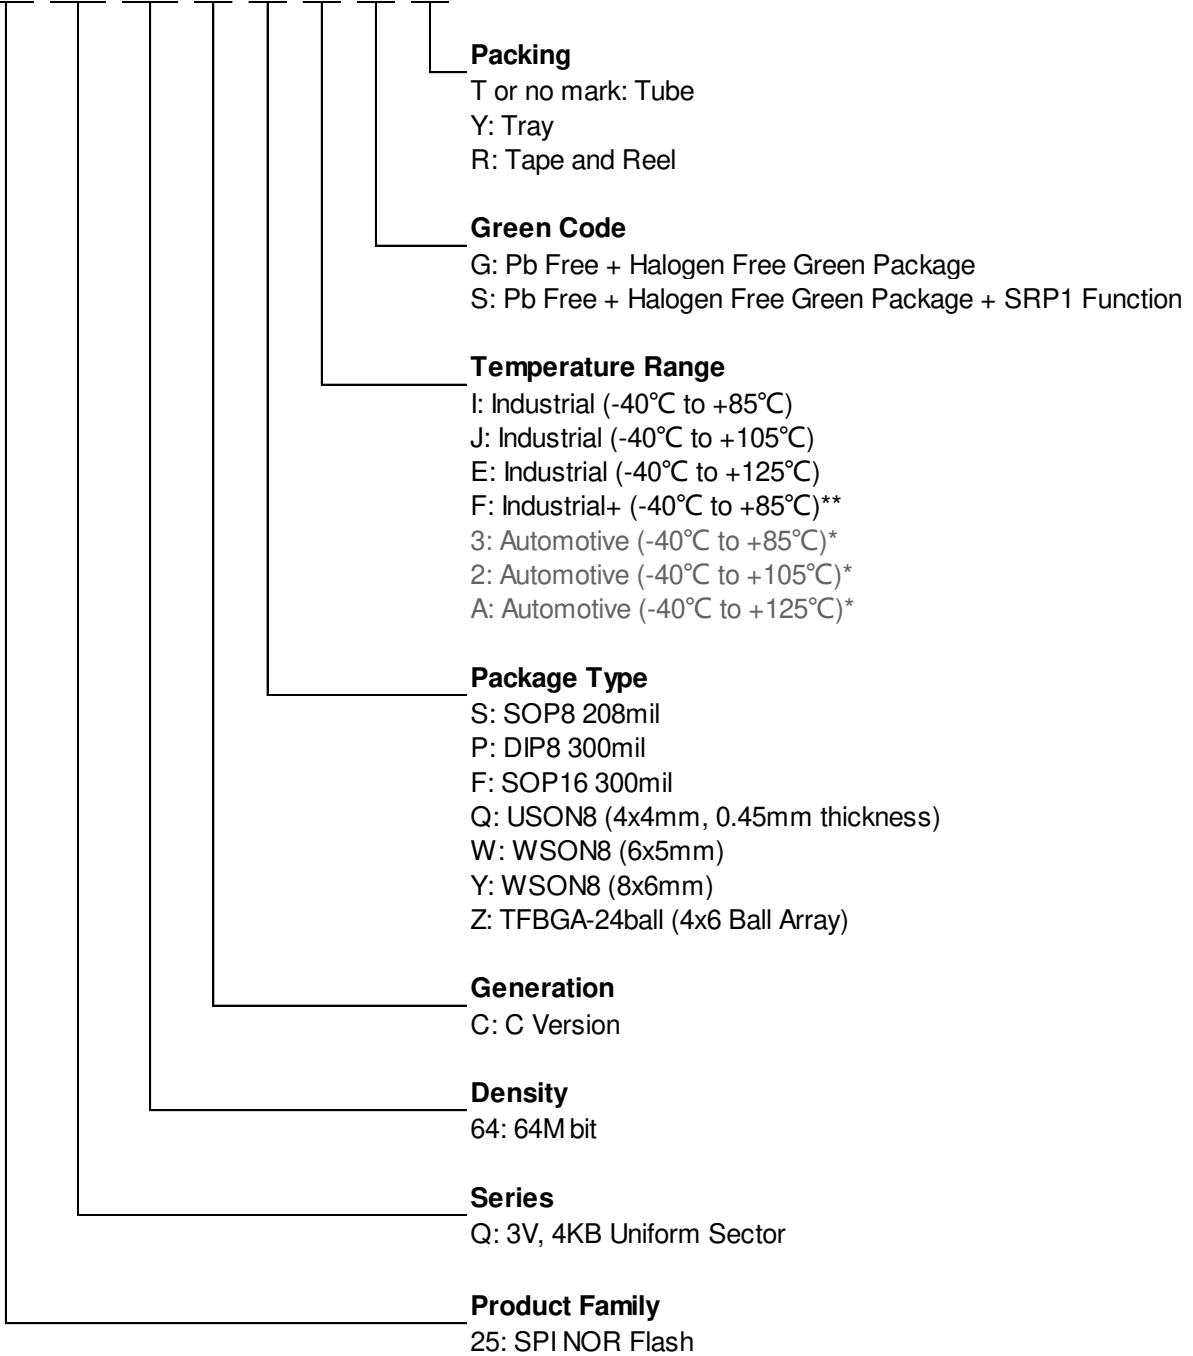 Packing
T or no mark: Tube
Y: Tray
R: Tape and Reel
Green Code
G: Pb Free + Halogen Free Green Package
S: Pb Free + Halogen Free Green Package + SRP1 Function
Temperature Range
I: Industrial (-40℃ to +85℃)
J: Industrial (-40℃ to +105℃)
E: Industrial (-40℃ to +125℃)
F: Industrial+ (-40℃ to +85℃)**
3: Automotive (-40℃ to +85℃)*
2: Automotive (-40℃ to +105℃)*
A: Automotive (-40℃ to +125℃)*
Package Type
S: SOP8 208mil
P: DIP8 300mil
F: SOP16 300mil
Q: USON8 (4x4mm, 0.45mm thickness)
W: WSON8 (6x5mm)
Y: WSON8 (8x6mm)
Z: TFBGA-24ball (4x6 Ball Array)
Generation
C: C Version
Density
64: 64M bit
Series
Q: 3V, 4KB Uniform Sector
Product Family
25: SPI NOR Flash